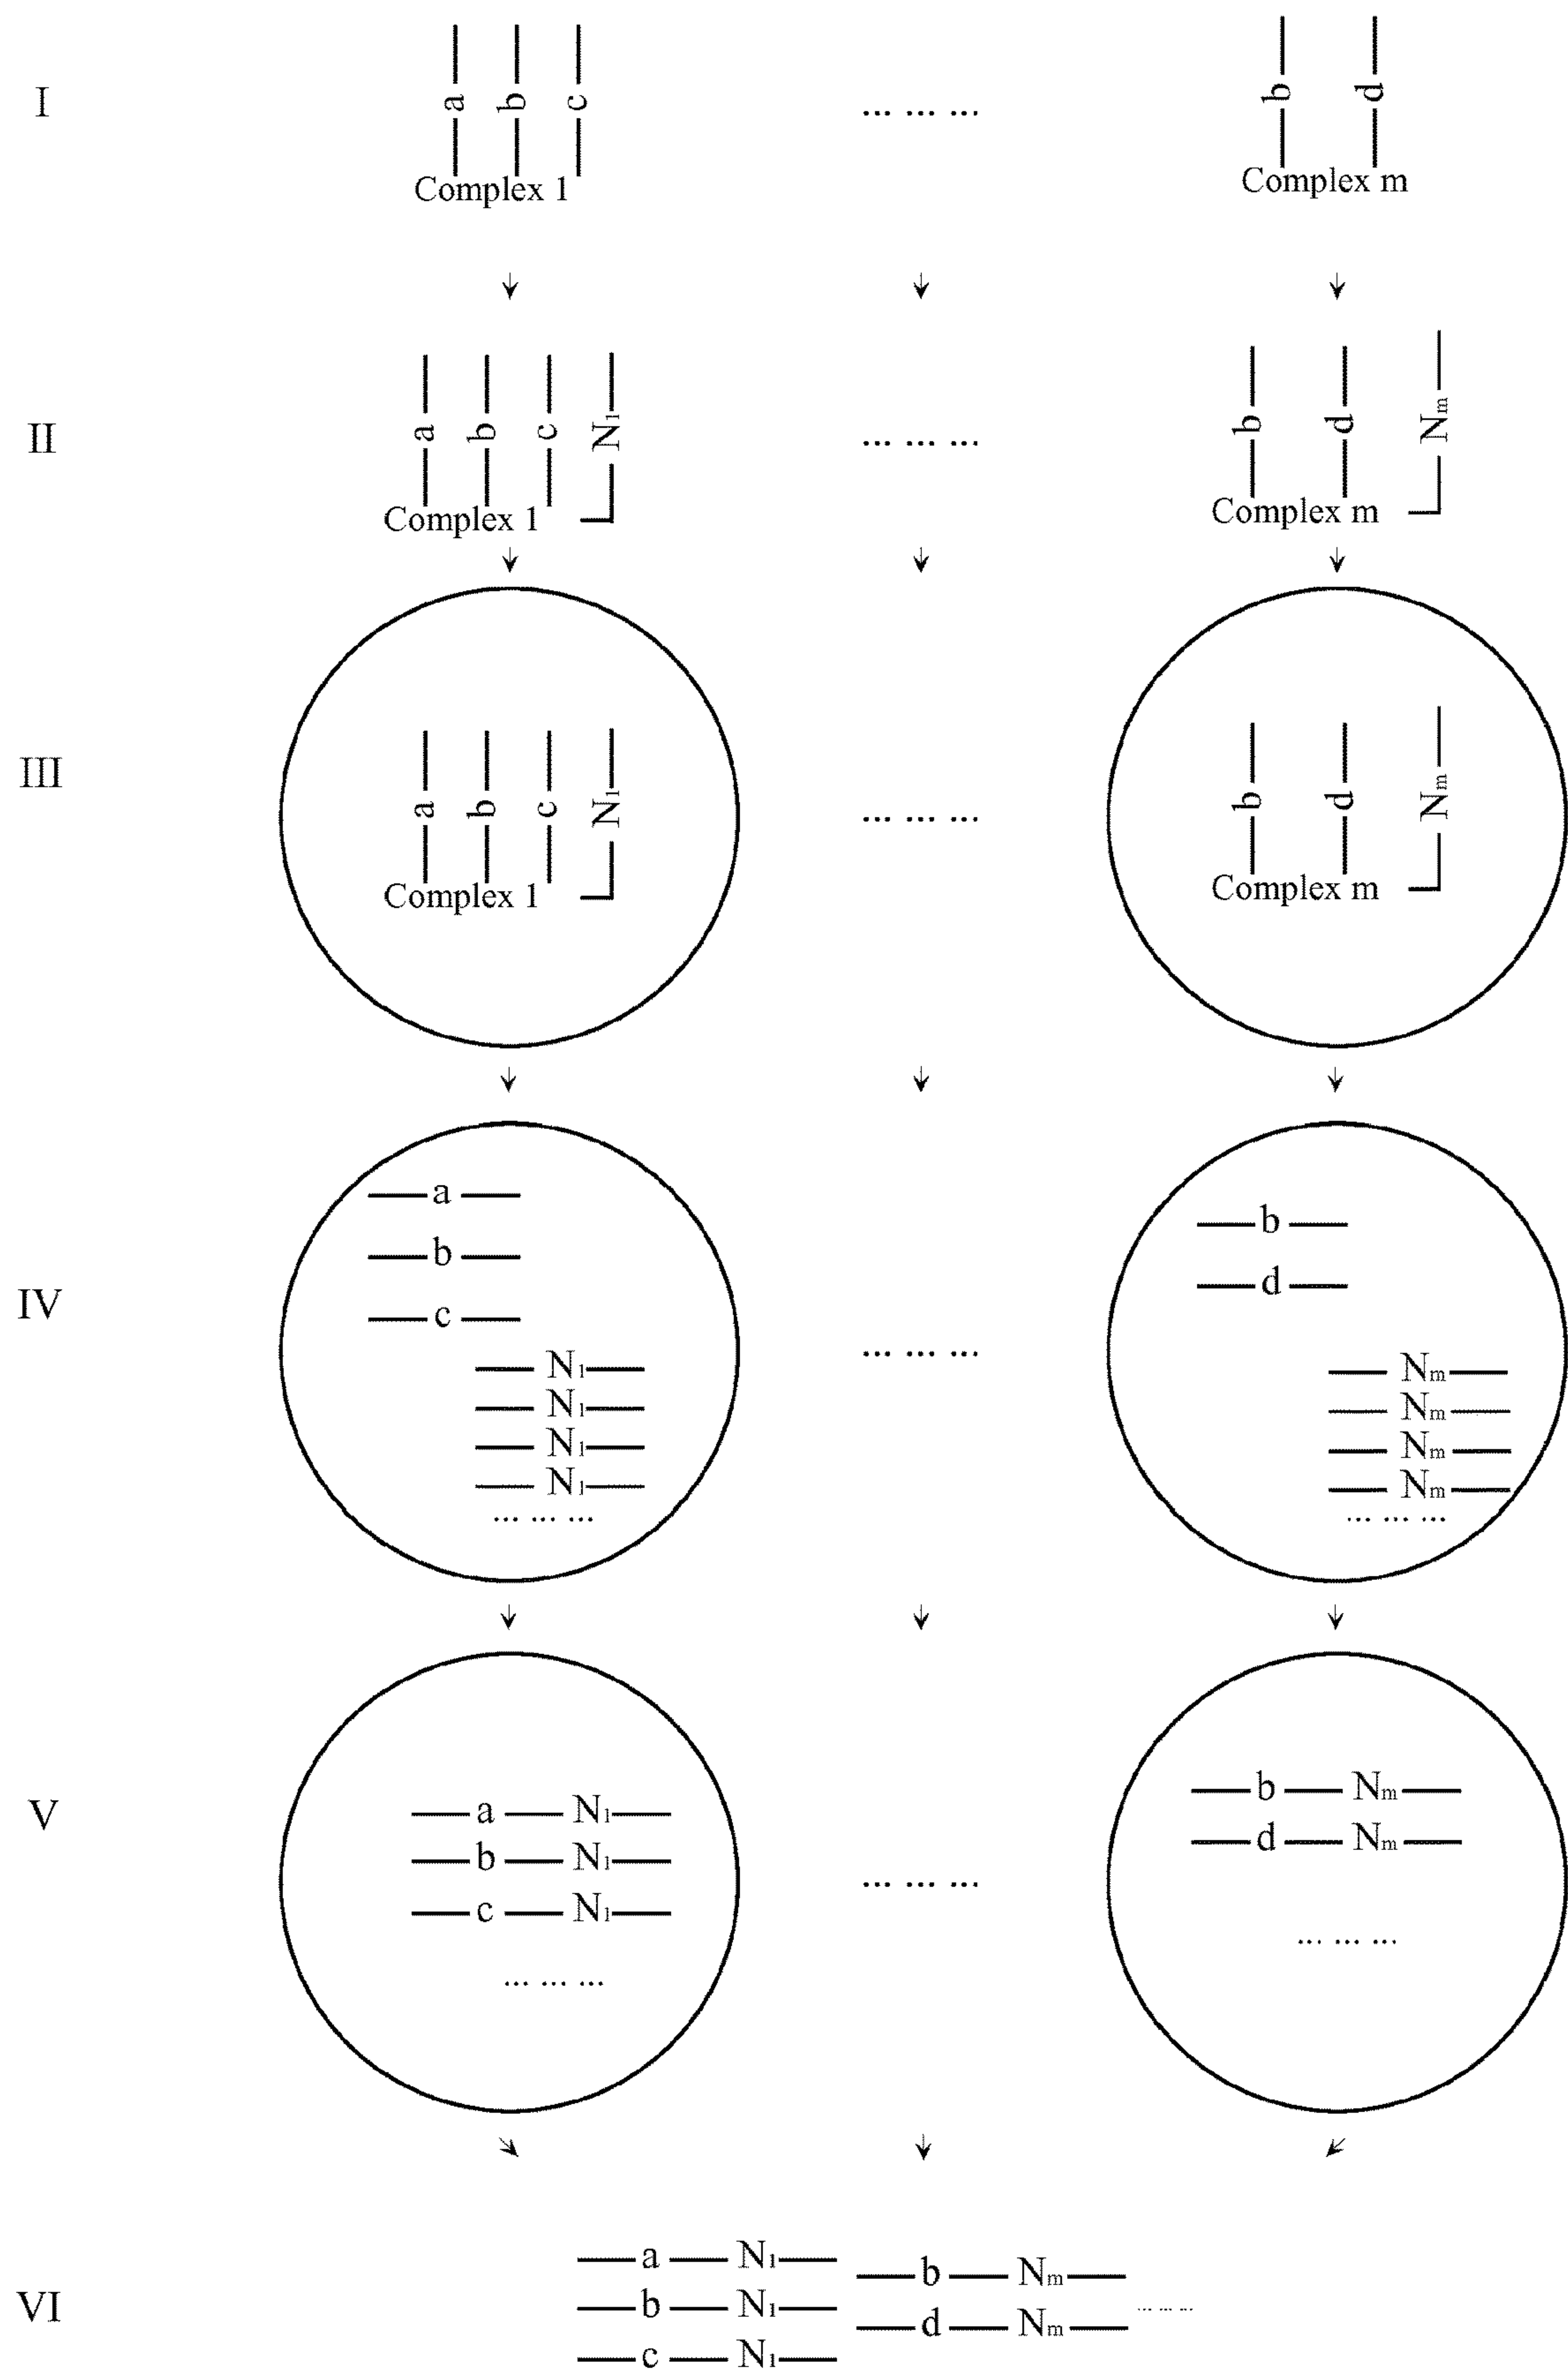 I
a b c
Complex 1
... ... ...
b d
Complex m
II
a b c N1
Complex 1
... ... ...
b d Nm
Complex m
III
a b c N1
Complex 1
... ... ...
b d Nm
Complex m
IV
a
b
c
N1
N1
N1
N1
... ... ...
... ... ...
b
d
Nm
Nm
Nm
Nm
... ... ...
V
a N1
b N1
c N1
... ... ...
... ... ...
b Nm
d Nm
... ... ...
VI
a N1
b N1
c N1
b Nm
d Nm
... ... ...